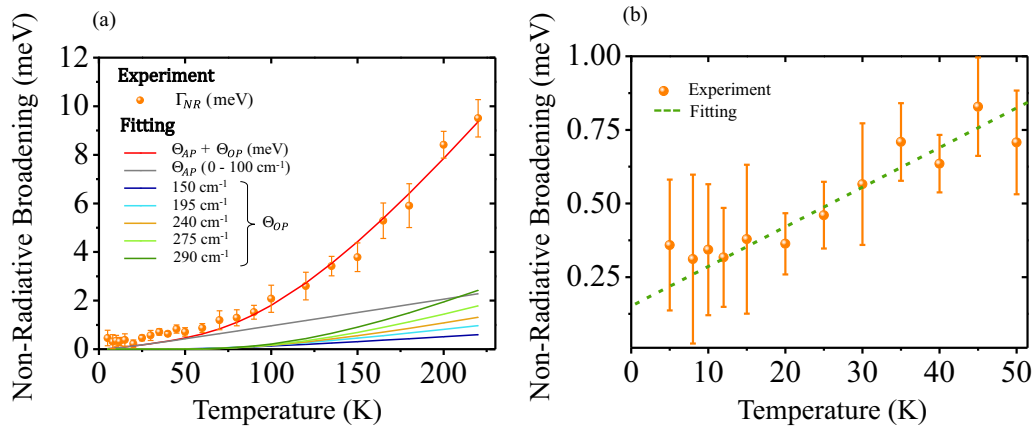 (a)
Non-Radiative Broadening (meV)
12
10
8
6
4
2
0
Experiment
Γ_NR (meV)
Fitting
Θ_AP + Θ_OP (meV)
Θ_AP (0 - 100 cm⁻¹)
150 cm⁻¹
195 cm⁻¹
240 cm⁻¹
275 cm⁻¹
290 cm⁻¹
Θ_OP
0 50 100 150 200
Temperature (K)
(b)
Non-Radiative Broadening (meV)
1.00
0.75
0.50
0.25
Experiment
Fitting
0 10 20 30 40 50
Temperature (K)